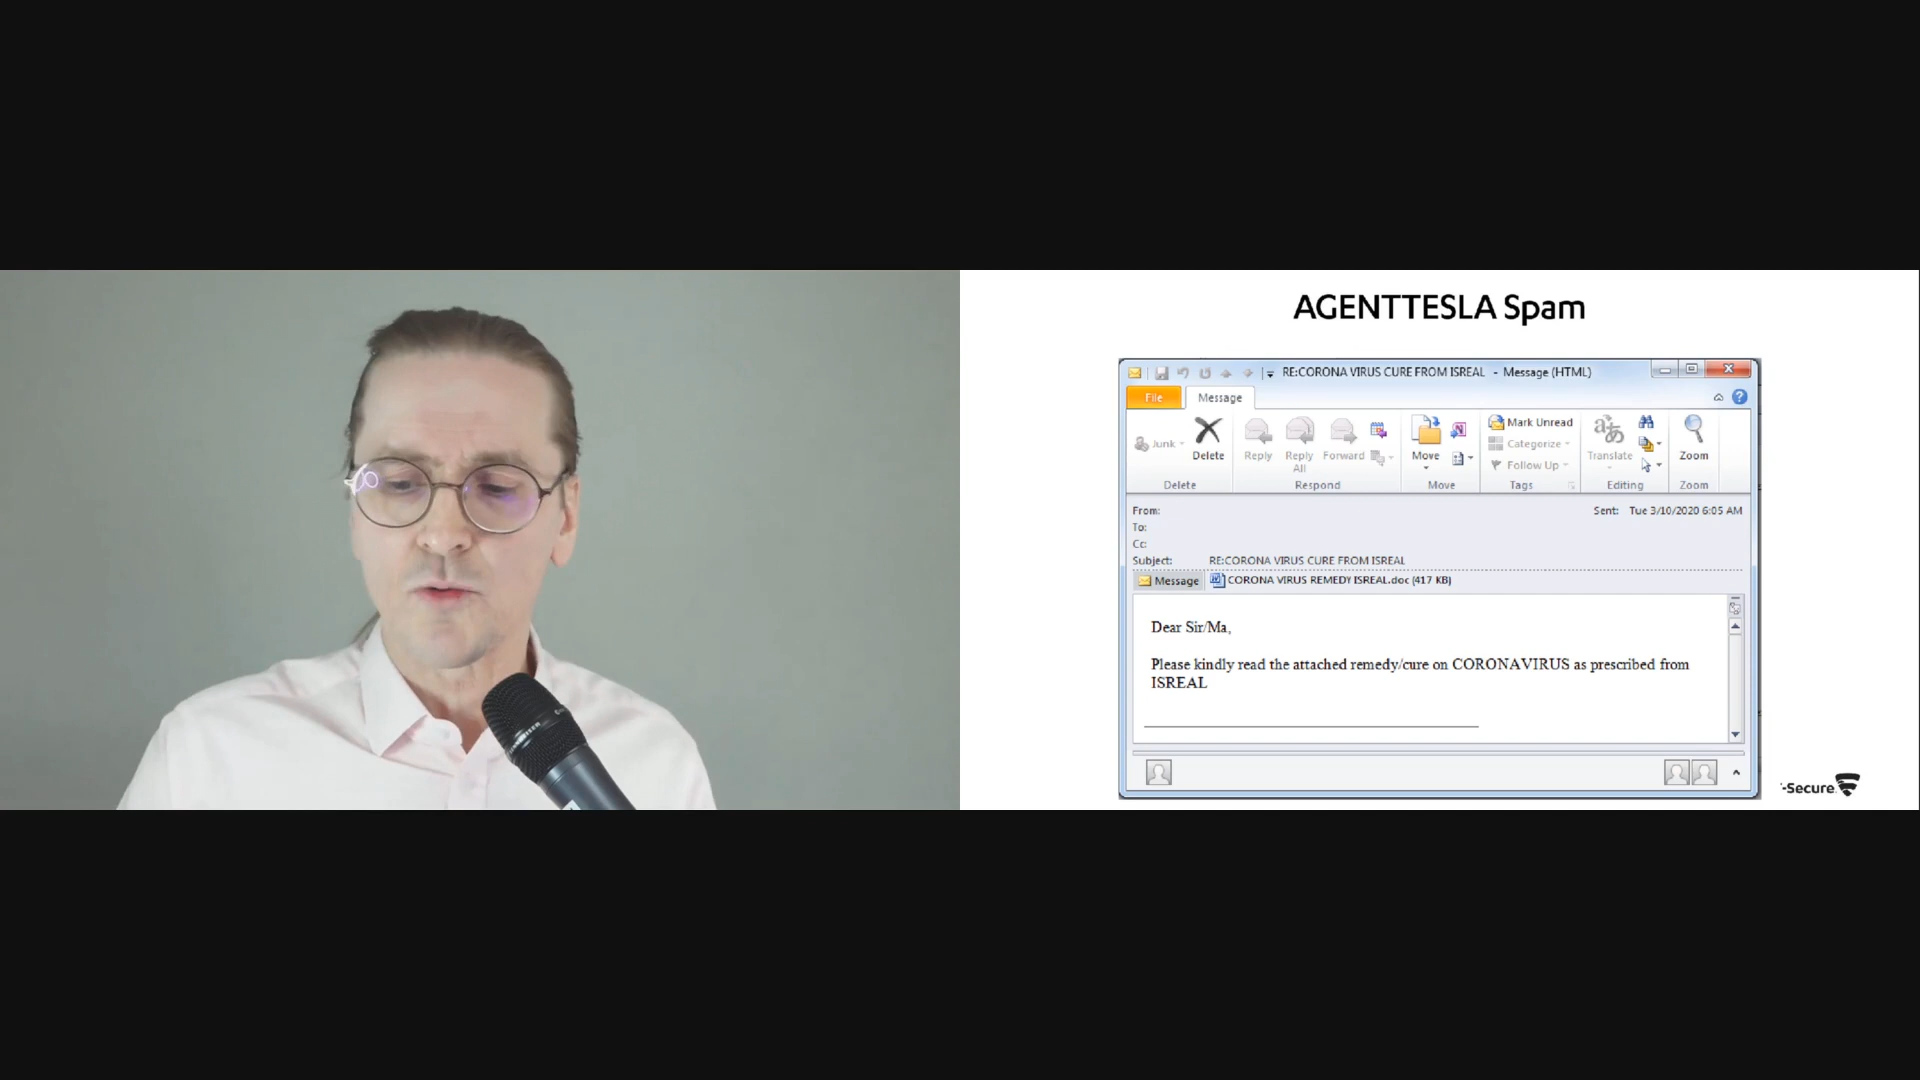 AGENTTESLA Spam
RE:CORONA VIRUS CURE FROM ISREAL - Message (HTML)
File Message
Junk Delete Reply Reply All Forward Move Mark Unread Categorize Follow Up Translate Zoom
Delete Respond Move Tags Editing Zoom
From: Sent: Tue 3/10/2020 6:05 AM
To:
Cc:
Subject: RE:CORONA VIRUS CURE FROM ISREAL
Message CORONA VIRUS REMEDY ISREAL.doc (417 KB)
Dear Sir/Ma,
Please kindly read the attached remedy/cure on CORONAVIRUS as prescribed from
ISREAL
-Secure